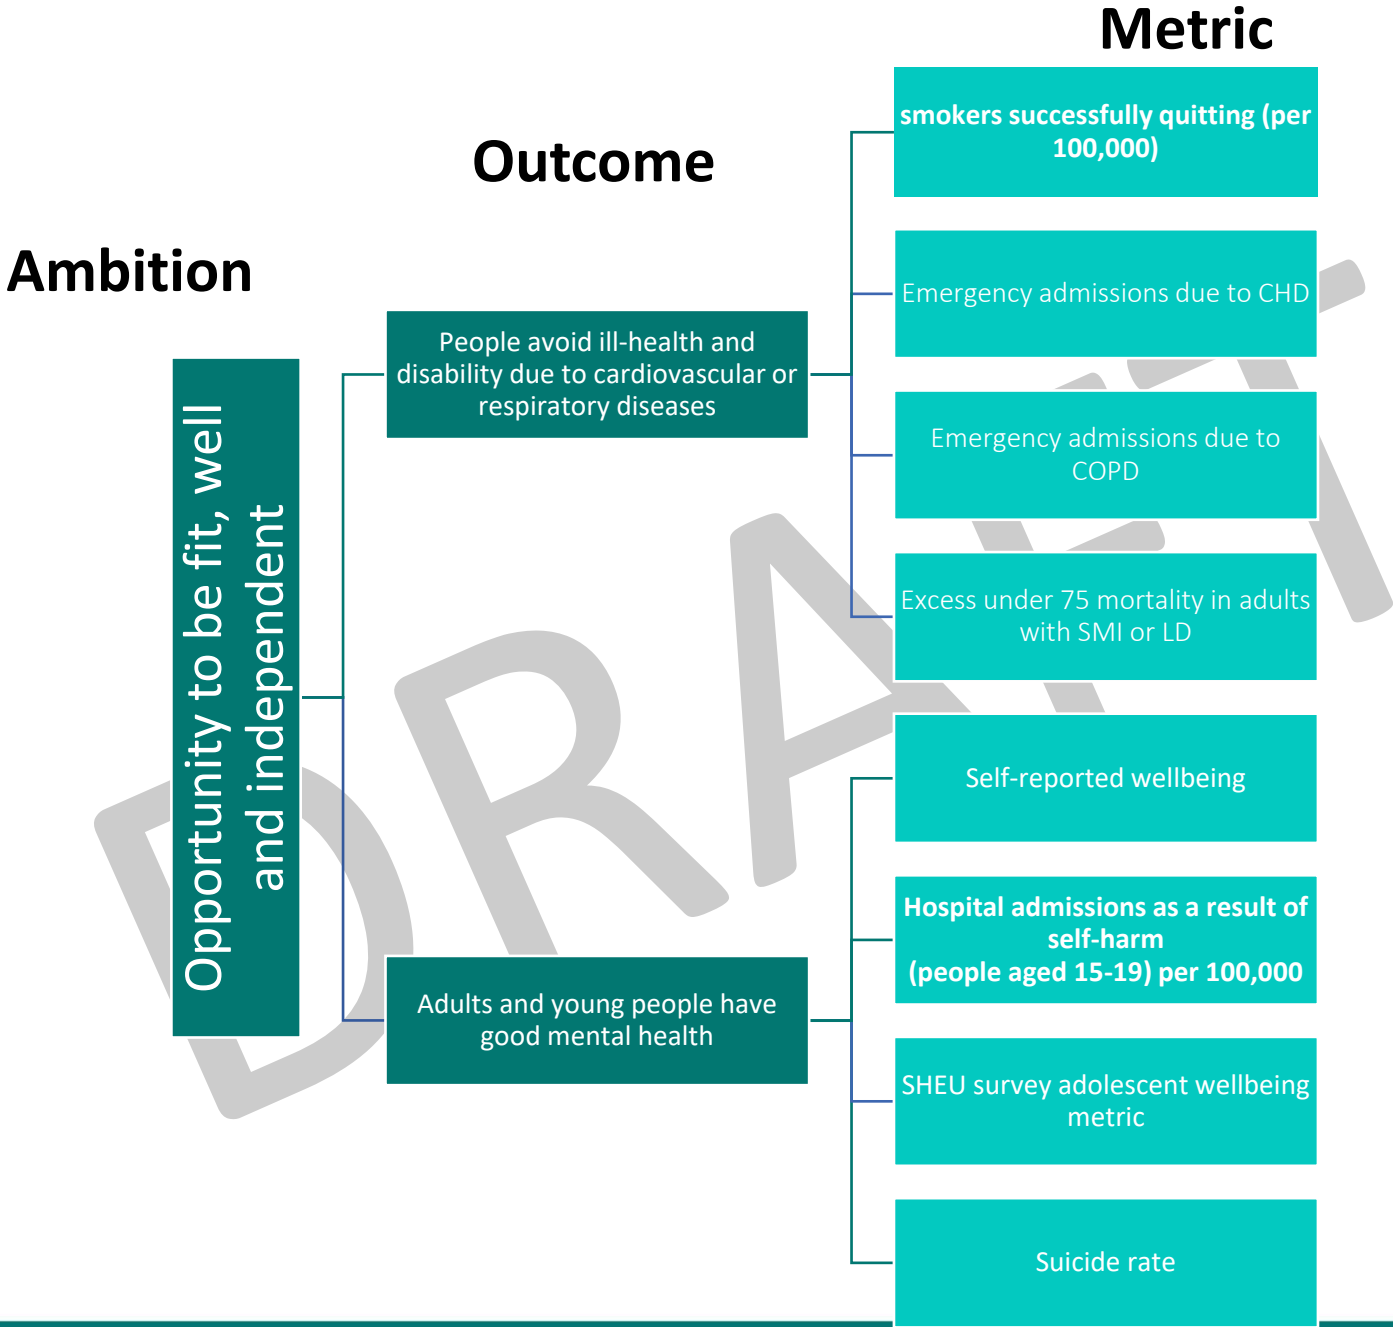 Metric
Outcome
Ambition
Opportunity to be fit, well
and independent
People avoid ill-health and
disability due to cardiovascular or
respiratory diseases
Adults and young people have
good mental health
smokers successfully quitting (per
100,000)
Emergency admissions due to CHD
Emergency admissions due to
COPD
Excess under 75 mortality in adults
with SMI or LD
Self-reported wellbeing
Hospital admissions as a result of
self-harm
(people aged 15-19) per 100,000
SHEU survey adolescent wellbeing
metric
Suicide rate
DRAFT